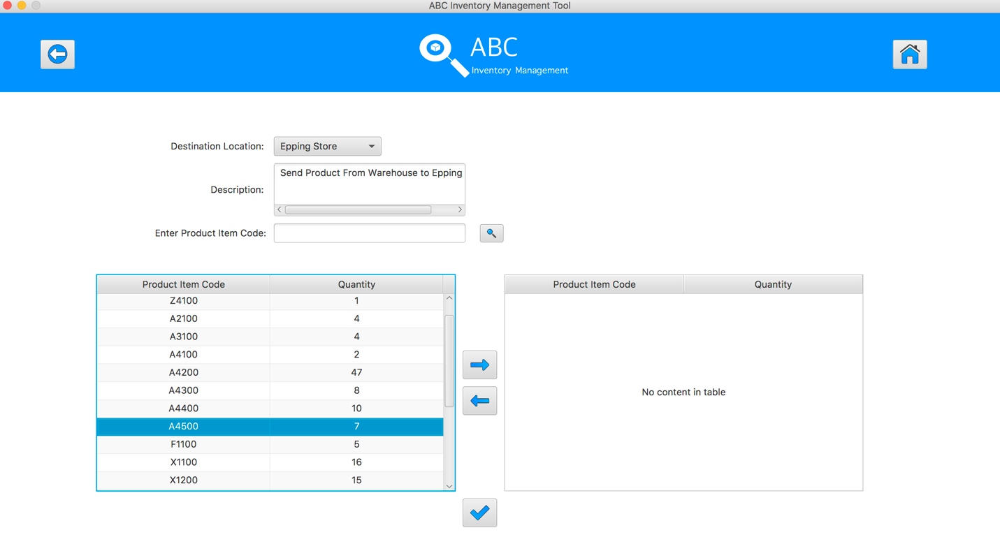 ABC Inventory Management Tool
ABC
Inventory Management
Destination Location: Epping Store
Description: Send Product From Warehouse to Epping
Enter Product Item Code:
Product Item Code Quantity Product Item Code Quantity
Z4100 1
A2100 4
A3100 4
A4100 2
A4200 47
A4300 8
No content in table
A4400 10
A4500 7
F1100 5
X1100 16
X1200 15